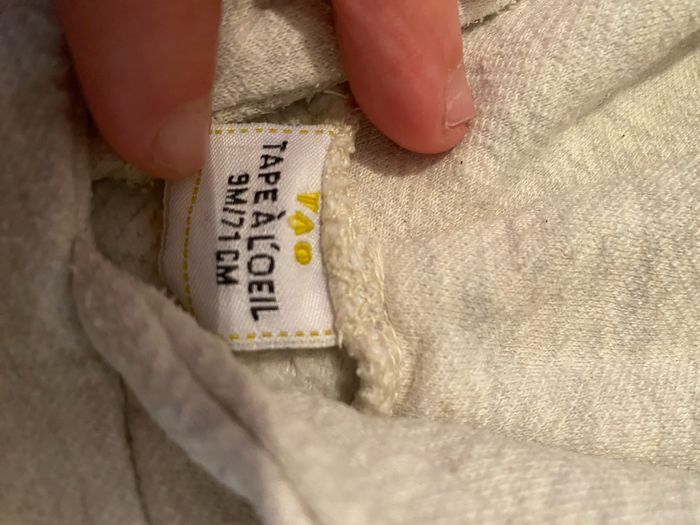 TAO
TAPE À L'OEIL
9M/71CM